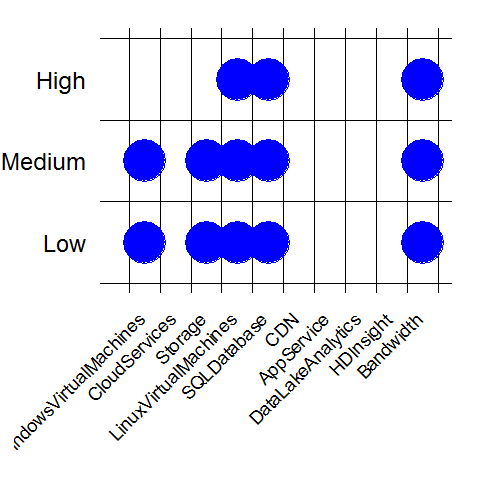 High
Medium
Low
ndowsVirtualMachines
CloudServices
Storage
LinuxVirtualMachines
SQLDatabase
CDN
AppService
DataLakeAnalytics
HDInsight
Bandwidth